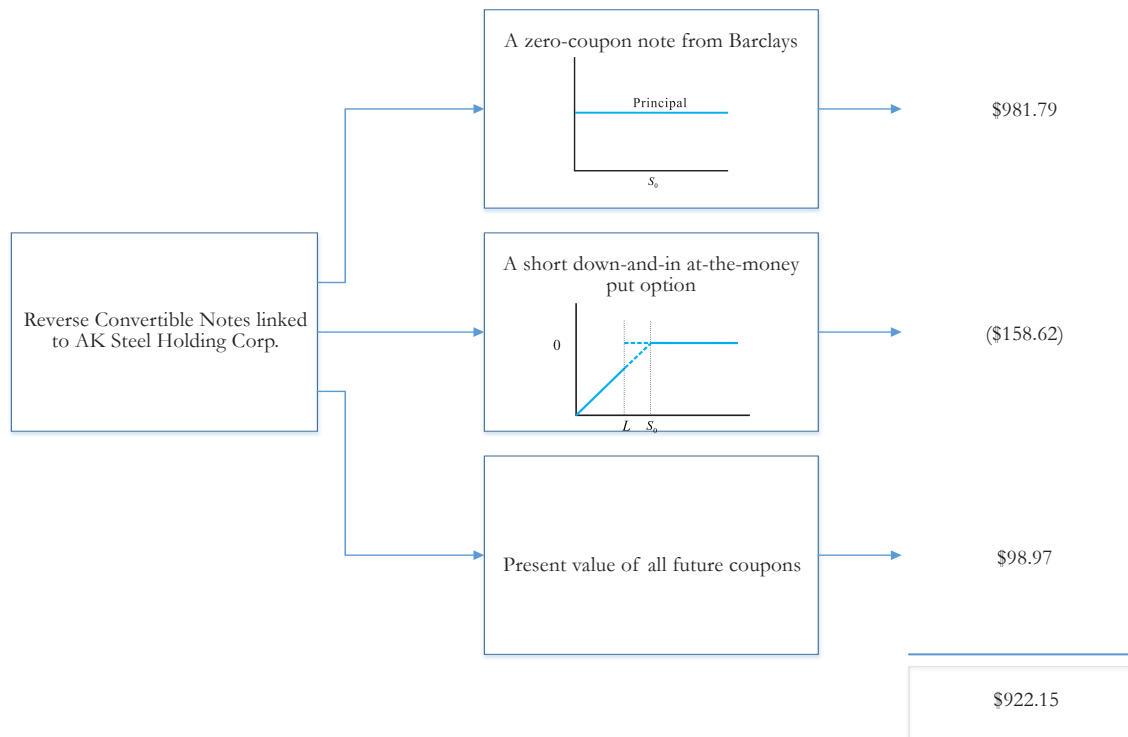 A zero-coupon note from Barclays
Principal
S₀
$981.79
Reverse Convertible Notes linked
to AK Steel Holding Corp.
A short down-and-in at-the-money
put option
0
L S₀
($158.62)
Present value of all future coupons
$98.97
$922.15